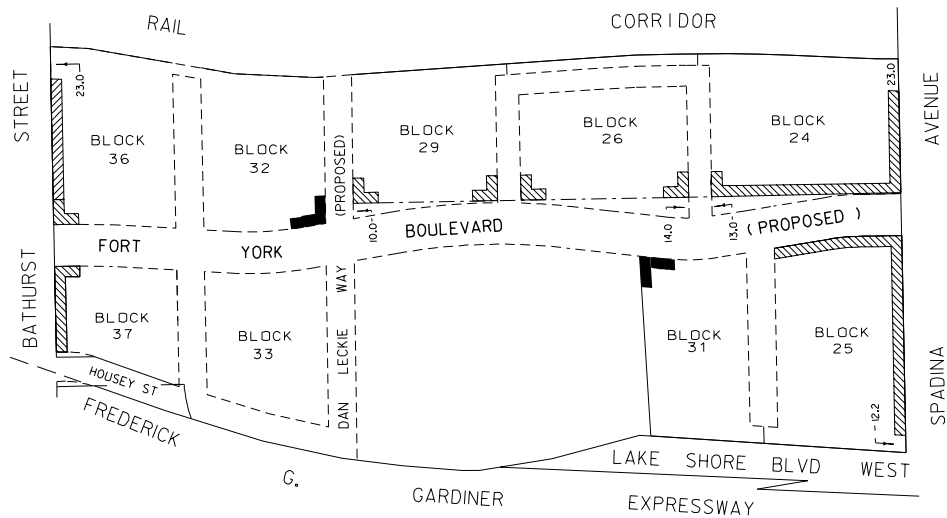 RAIL
CORRIDOR
STREET
AVENUE
23.0
23.0
BLOCK
36
BLOCK
32
(PROPOSED)
BLOCK
29
BLOCK
26
BLOCK
24
10.0
14.0
13.0
FORT
YORK
BOULEVARD
( PROPOSED )
BATHURST
BLOCK
37
BLOCK
33
DAN LECKIE WAY
BLOCK
31
BLOCK
25
SPADINA
HOUSEY ST
12.2
FREDERICK
G.
GARDINER
EXPRESSWAY
LAKE SHORE BLVD WEST